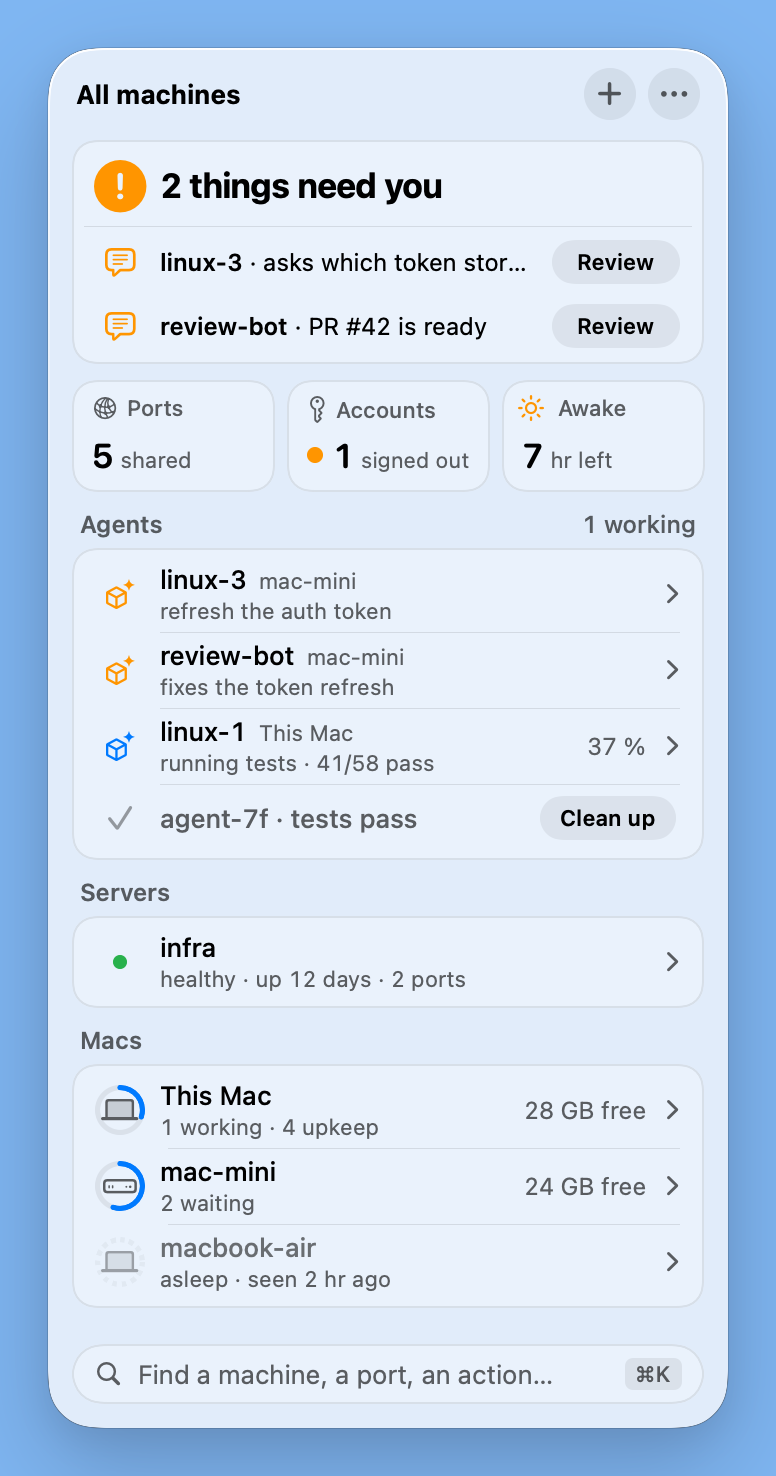 All machines
2 things need you
linux-3 · asks which token stor...
Review
review-bot · PR #42 is ready
Review
Ports
5 shared
Accounts
1 signed out
Awake
7 hr left
Agents
1 working
linux-3 mac-mini
refresh the auth token
review-bot mac-mini
fixes the token refresh
linux-1 This Mac
running tests · 41/58 pass
37 %
agent-7f · tests pass
Clean up
Servers
infra
healthy · up 12 days · 2 ports
Macs
This Mac
1 working · 4 upkeep
28 GB free
mac-mini
2 waiting
24 GB free
macbook-air
asleep · seen 2 hr ago
Find a machine, a port, an action...
⌘K